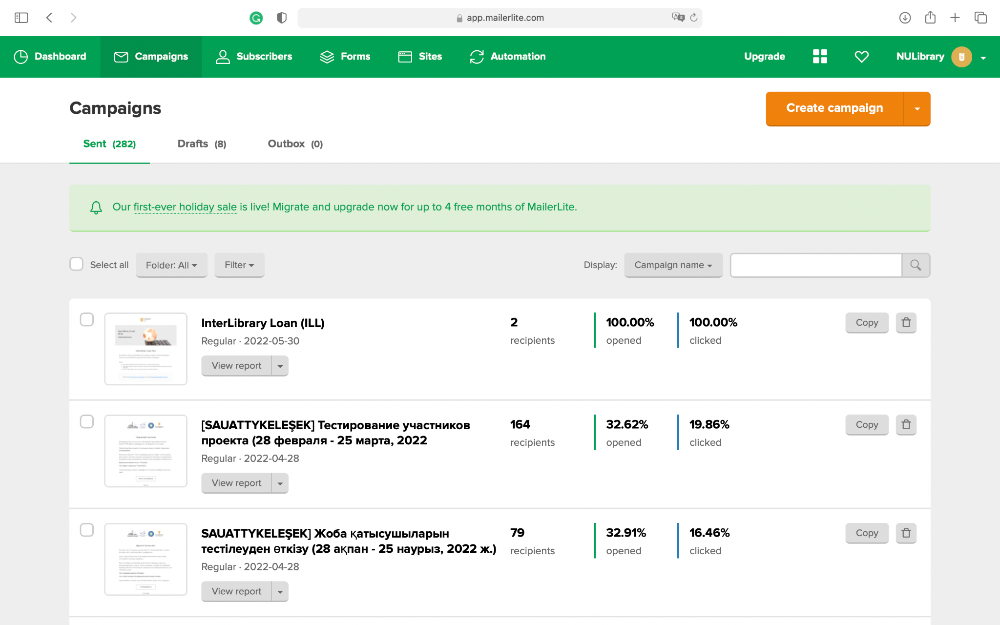 app.mailerlite.com
Dashboard Campaigns Subscribers Forms Sites Automation Upgrade NULibrary
Campaigns
Create campaign
Sent (282) Drafts (8) Outbox (0)
Our first-ever holiday sale is live! Migrate and upgrade now for up to 4 free months of MailerLite.
Select all Folder: All Filter Display: Campaign name
InterLibrary Loan (ILL)
Regular · 2022-05-30
View report
2
recipients
100.00%
opened
100.00%
clicked
Copy
[SAUATTYKELEŞEK] Тестирование участников
проекта (28 февраля - 25 марта, 2022
Regular · 2022-04-28
View report
164
recipients
32.62%
opened
19.86%
clicked
Copy
SAUATTYKELEŞEK] Жоба қатысушыларын
тестілеуден өткізу (28 ақпан - 25 наурыз, 2022 ж.)
Regular · 2022-04-28
View report
79
recipients
32.91%
opened
16.46%
clicked
Copy